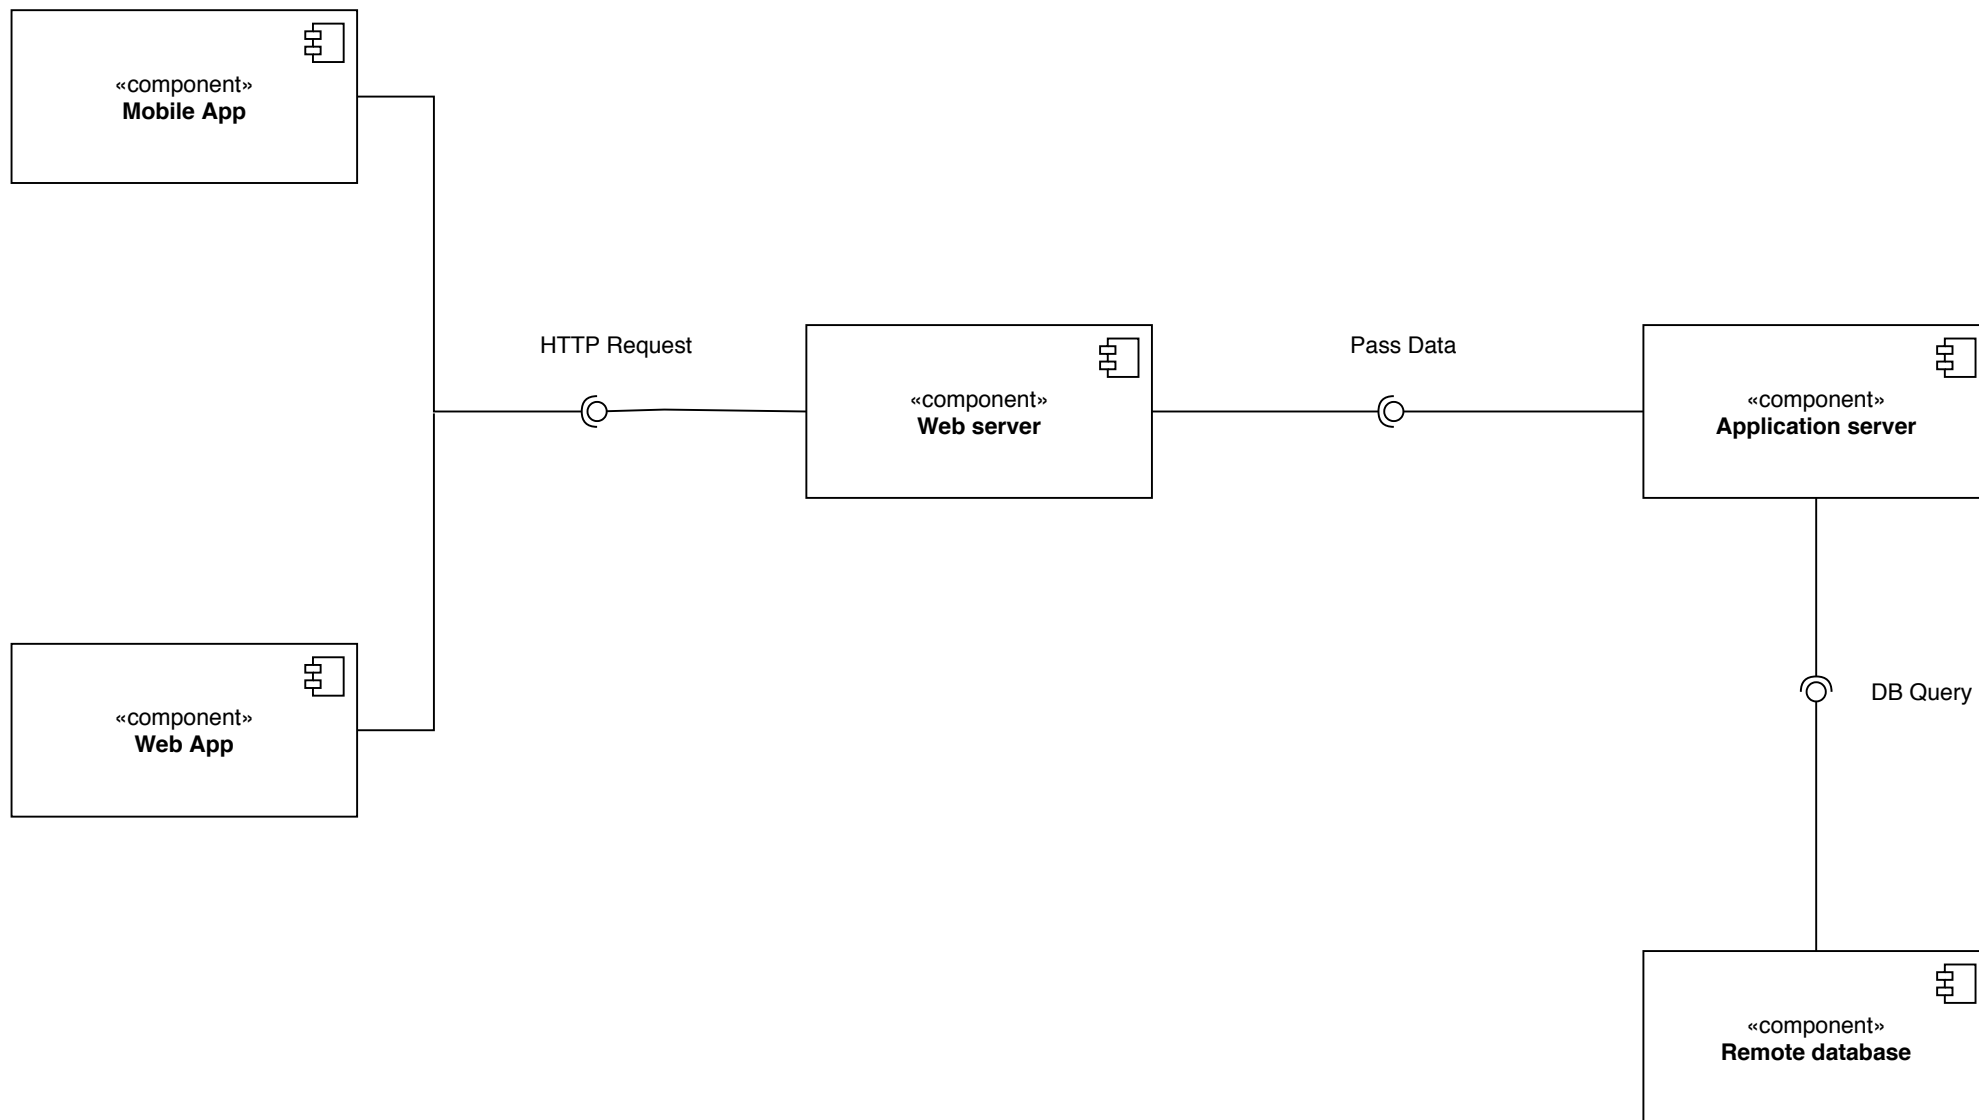 «component»
Mobile App
HTTP Request
Pass Data
«component»
Web server
«component»
Application server
DB Query
«component»
Web App
«component»
Remote database